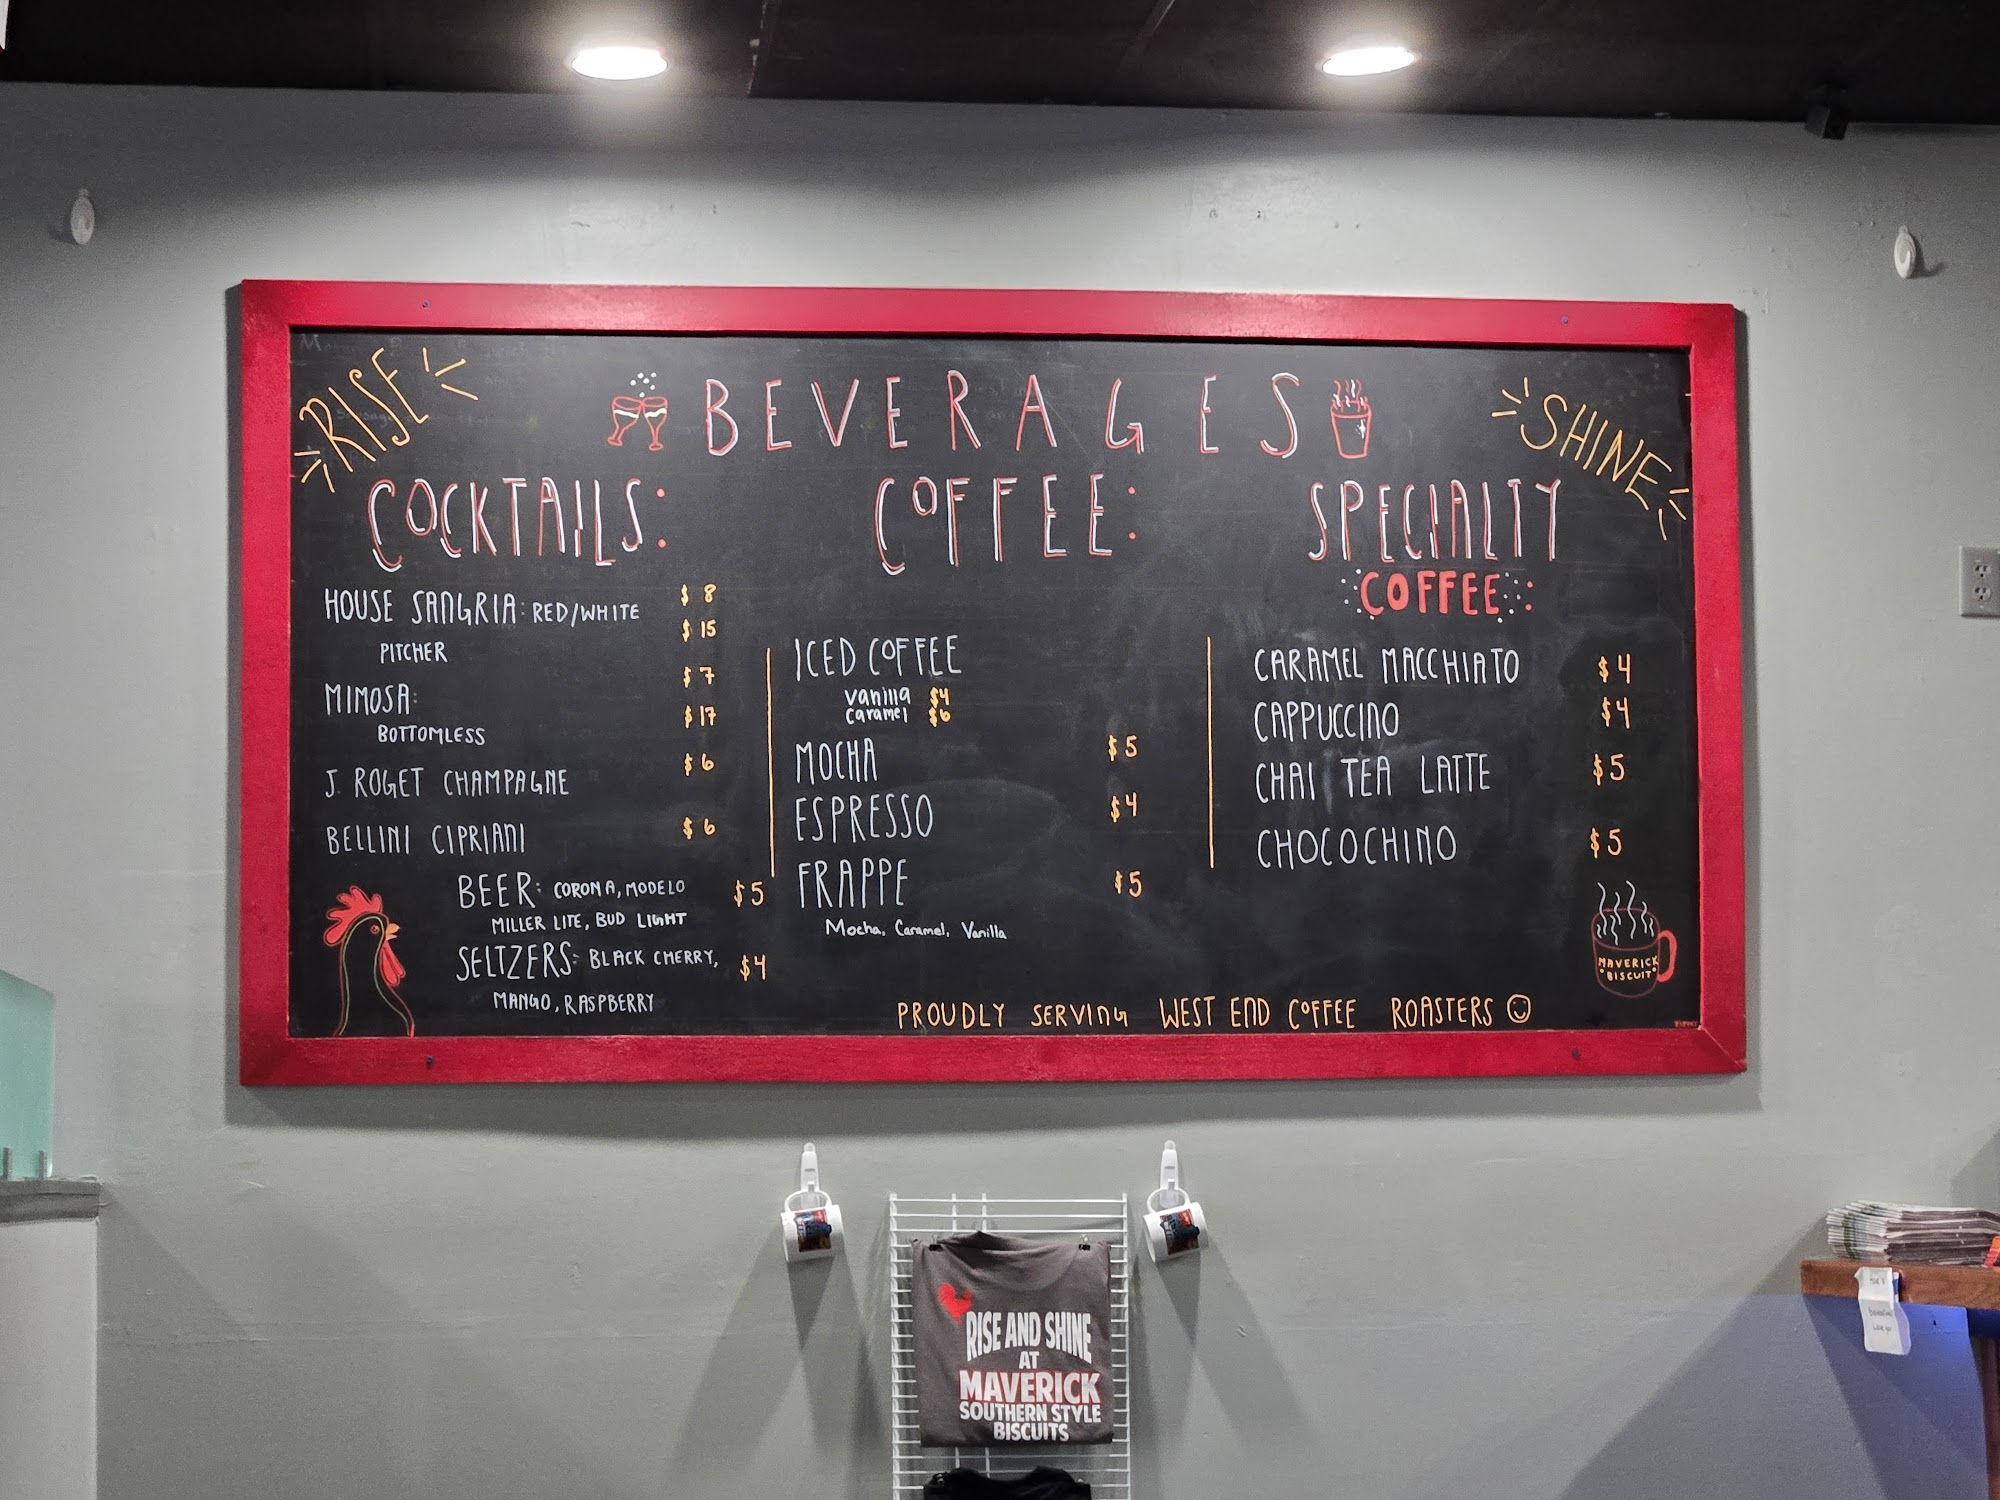 RISE
BEVERAGES
SHINE
COCKTAILS:
HOUSE SANGRIA: RED/WHITE $8
PITCHER $15
MIMOSA: $7
BOTTOMLESS $17
J. ROGET CHAMPAGNE $6
BELLINI CIPRIANI $6
BEER: CORONA, MODELO $5
MILLER LITE, BUD LIGHT
SELTZERS: BLACK CHERRY, $4
MANGO, RASPBERRY
COFFEE:
ICED COFFEE
vanilla $4
caramel $6
MOCHA $5
ESPRESSO $4
FRAPPE $5
Mocha, Caramel, Vanilla
SPECIALTY
COFFEE:
CARAMEL MACCHIATO $4
CAPPUCCINO $4
CHAI TEA LATTE $5
CHOCOCHINO $5
MAVERICK
BISCUIT
PROUDLY SERVING WEST END COFFEE ROASTERS
RISE AND SHINE
AT
MAVERICK
SOUTHERN STYLE
BISCUITS